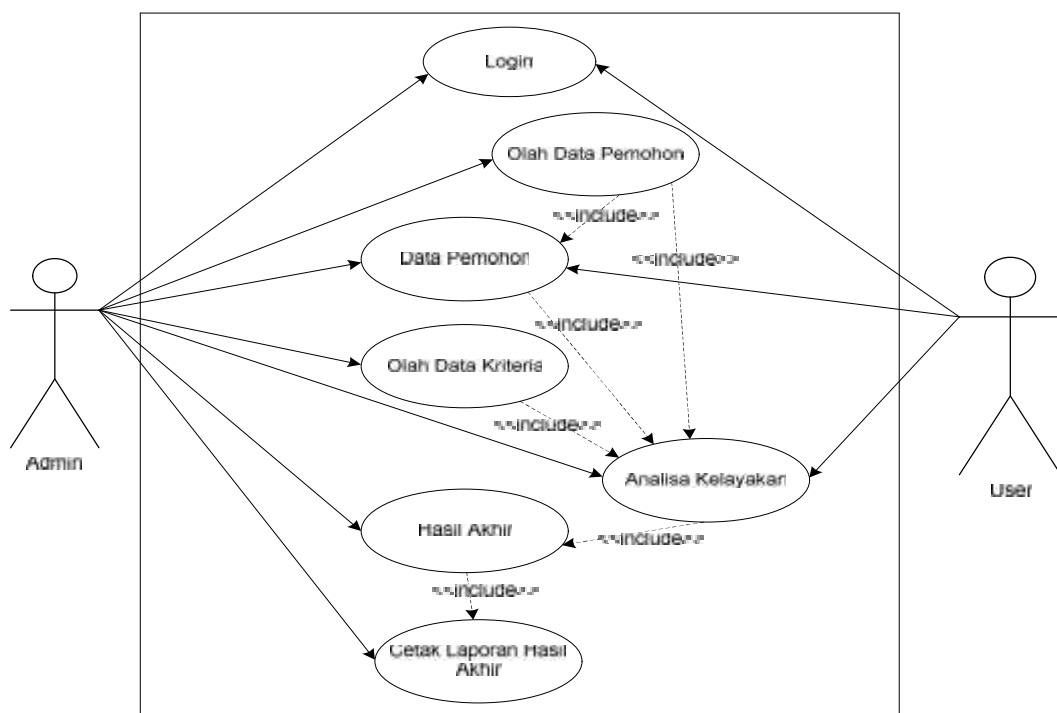 Login
Olah Data Pemohon
<<include>>
Data Pemohon
<<include>>
<<include>>
Olah Data Kriteria
<<include>>
Admin
Analisa Kelayakan
User
Hasil Akhir
<<include>>
<<include>>
Cetak Laporan Hasil
Akhir